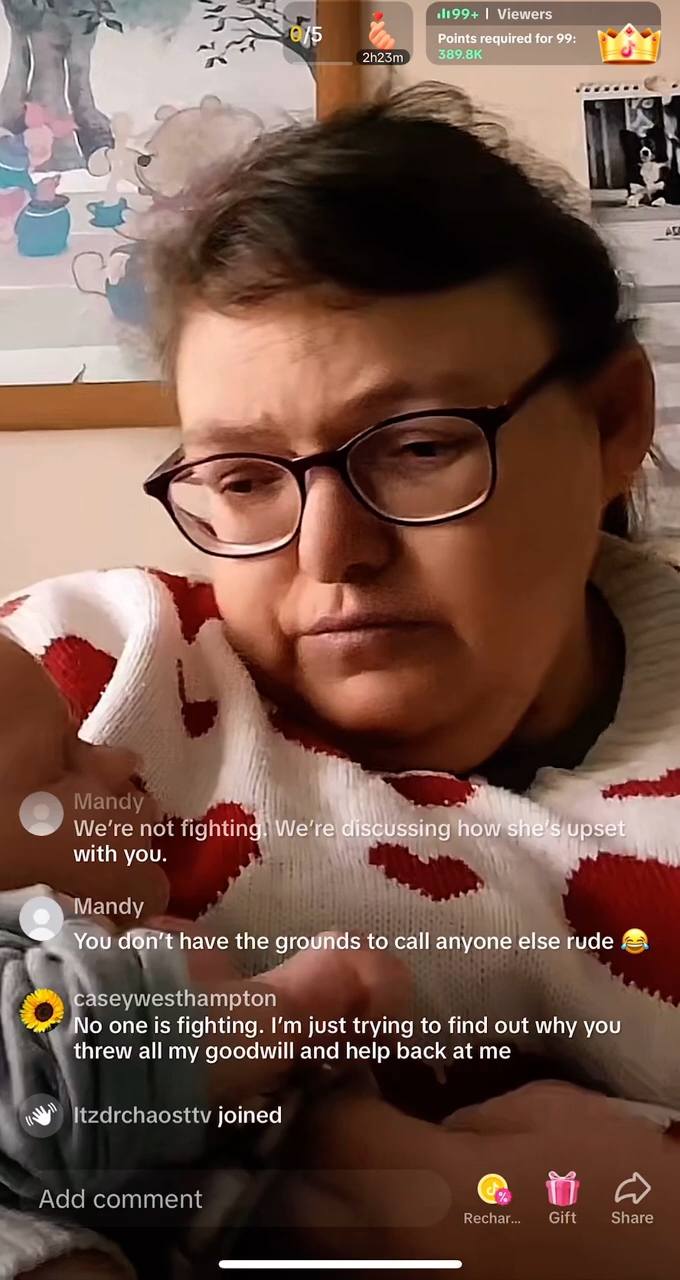 0/5
2h23m
99+ | Viewers
Points required for 99:
389.8K
Mandy
We’re not fighting. We’re discussing how she’s upset
with you.
Mandy
You don’t have the grounds to call anyone else rude 😂
caseywesthampton
No one is fighting. I’m just trying to find out why you
threw all my goodwill and help back at me
Itzdrchaosttv joined
Add comment
Rechar...
Gift
Share